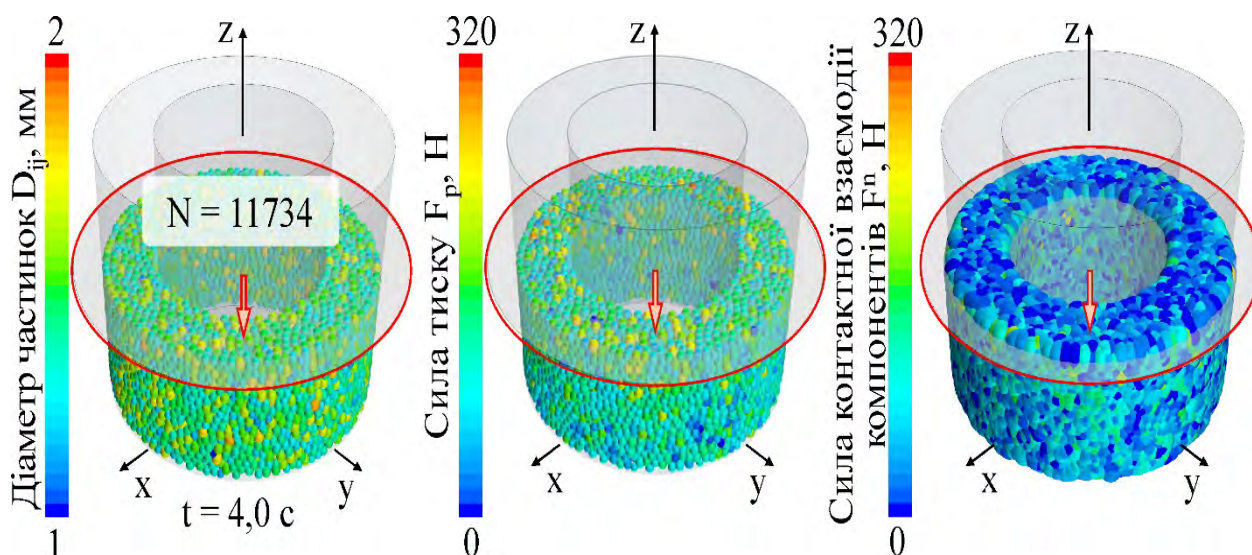 Діаметр частинок Dᵢⱼ, мм
2
1
z
N = 11734
x
y
t = 4,0 с
Сила тиску Fₚ, Н
320
0
z
x
y
Сила контактної взаємодії
компонентів Fⁿ, Н
320
0
z
x
y